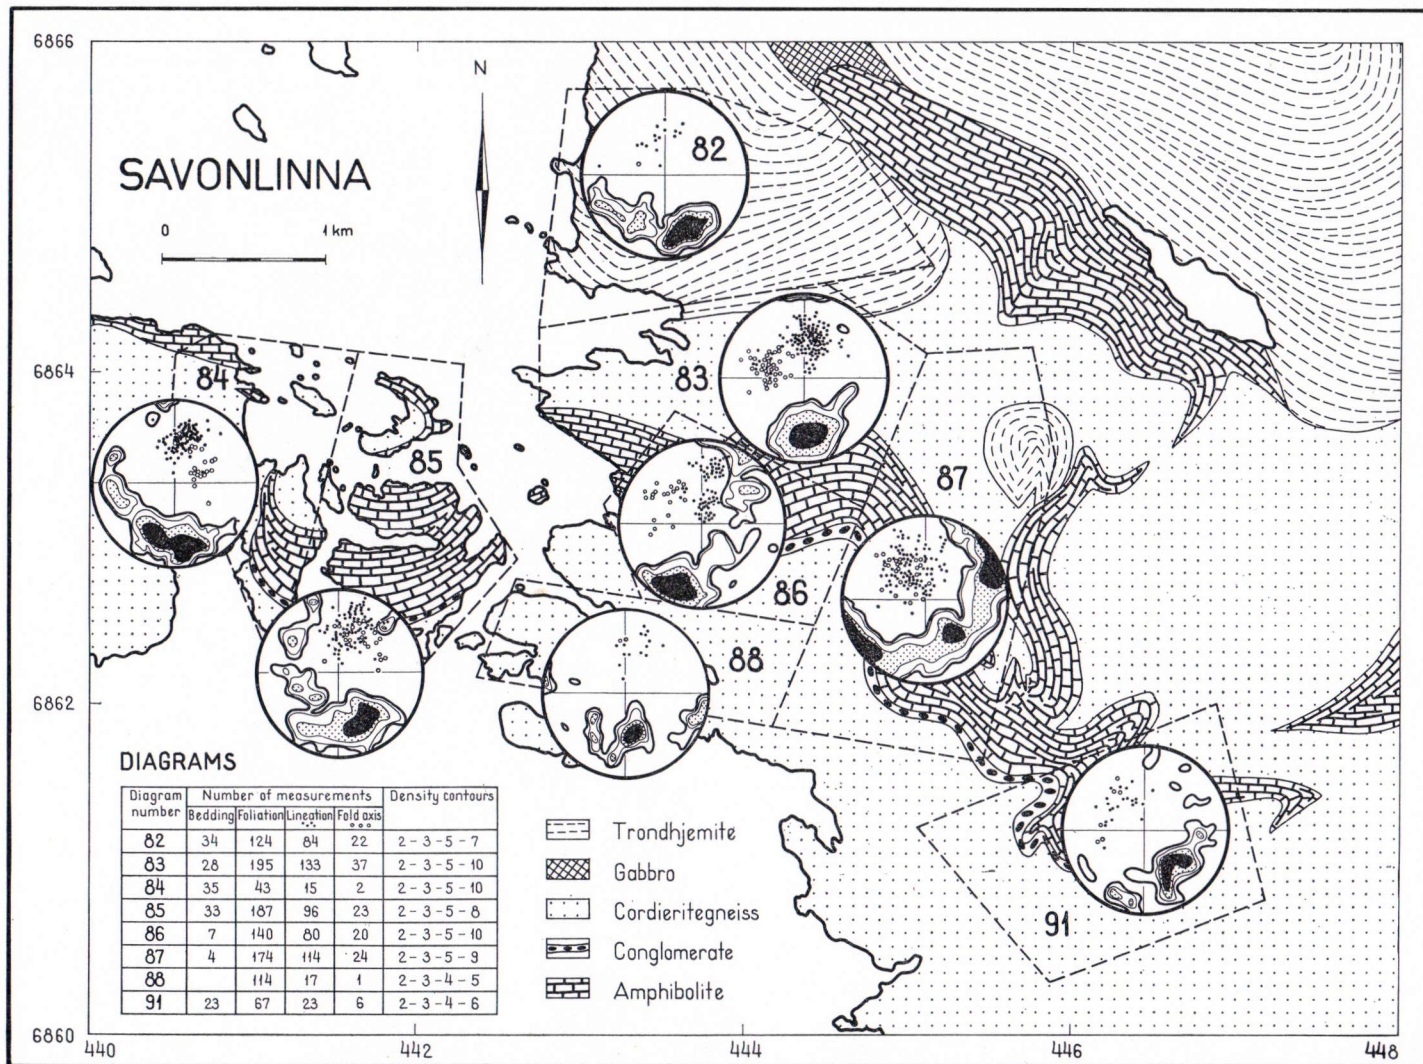 6866
N
SAVONLINNA
0 1 km
82
6864
84
83
85
87
86
88
6862
DIAGRAMS
Diagram number Number of measurements Density contours
Bedding Foliation Lineation Fold axis
82 34 124 84 22 2-3-5-7
83 28 195 133 37 2-3-5-10
84 35 43 15 2 2-3-5-10
85 33 187 96 23 2-3-5-8
86 7 140 80 20 2-3-5-10
87 4 174 114 24 2-3-5-9
88 114 17 1 2-3-4-5
91 23 67 23 6 2-3-4-6
Trondhjemite
Gabbro
Cordieritegneiss
Conglomerate
Amphibolite
91
6860
440 442 444 446 448